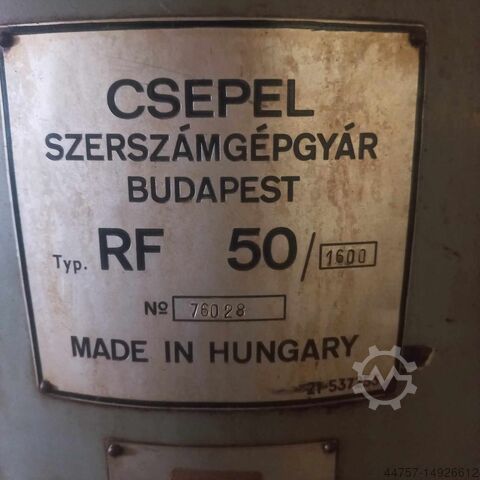 CSEPEL
SZERSZÁMGÉPGYÁR
BUDAPEST
Typ. RF 50/1600
Nº 76028
MADE IN HUNGARY
44757-14926612